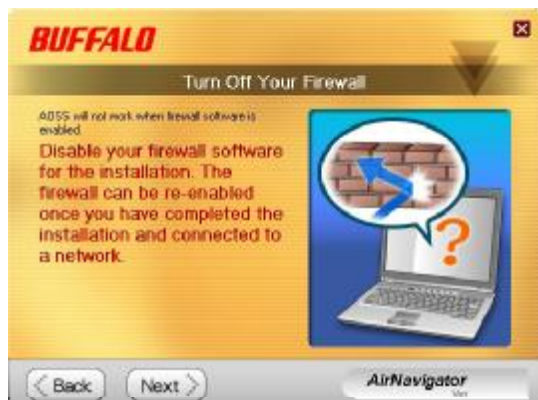 BUFFALO
Turn Off Your Firewall
AOSS will not work when firewall software is
enabled.
Disable your firewall software
for the installation. The
firewall can be re-enabled
once you have completed the
installation and connected to
a network.
?
< Back
Next >
AirNavigator
Ver